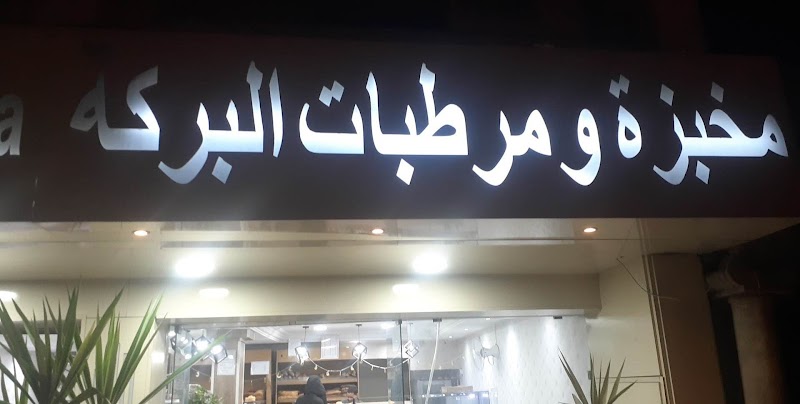 مخبزة و مرطبات البركه
a